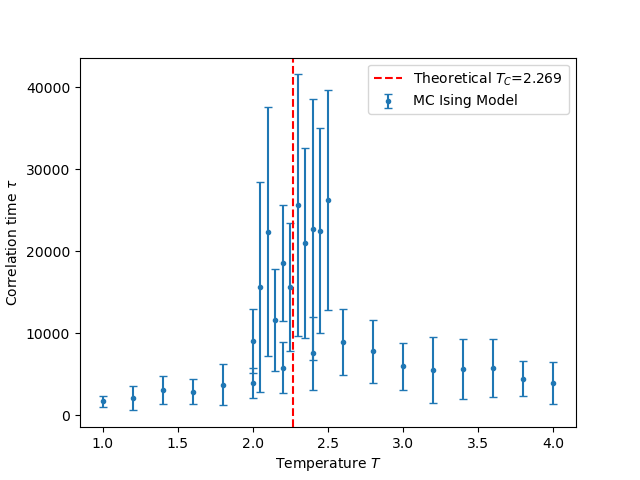 Theoretical T_C=2.269
MC Ising Model
Correlation time τ
40000
30000
20000
10000
0
1.0 1.5 2.0 2.5 3.0 3.5 4.0
Temperature T